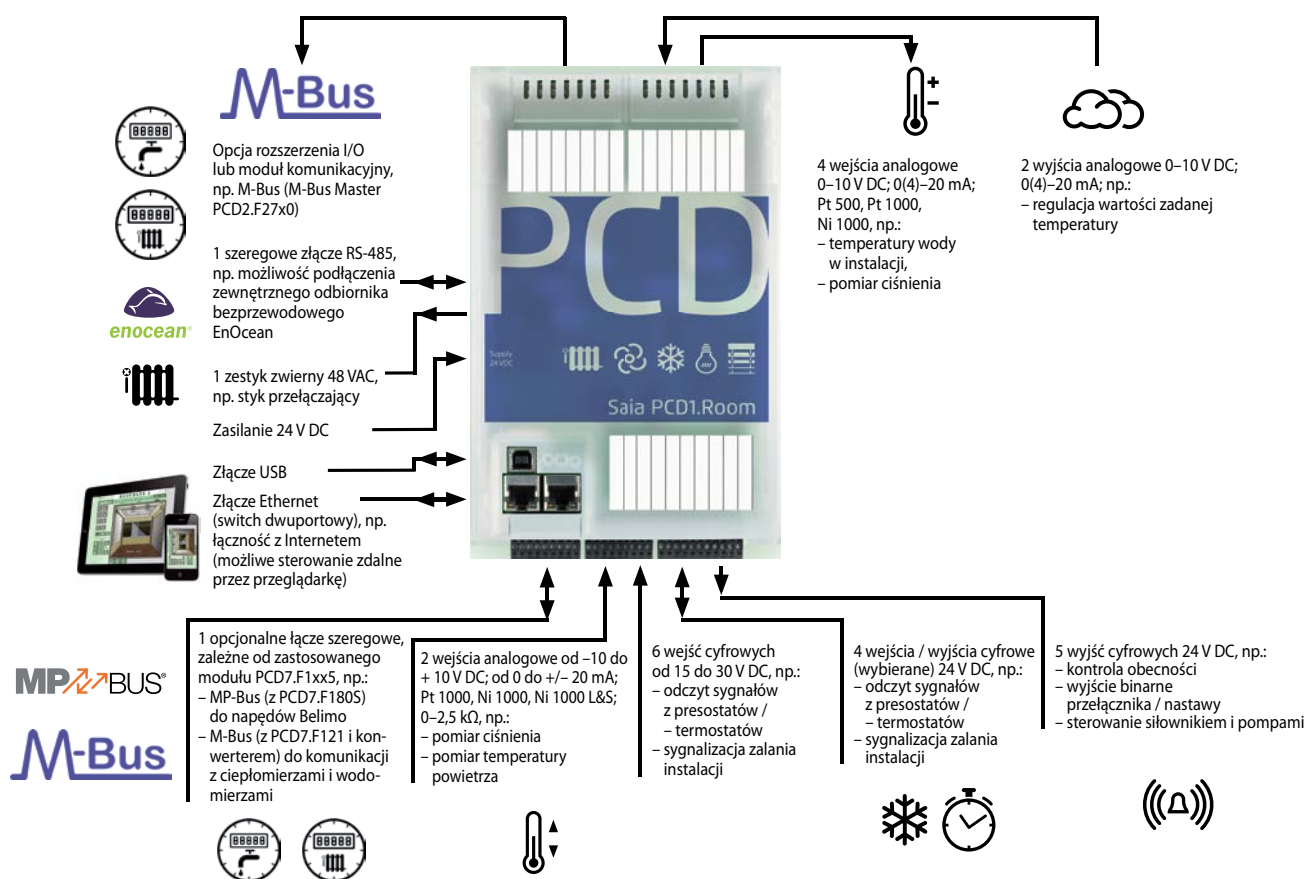 M-Bus
Opcja rozszerzenia I/O
lub moduł komunikacyjny,
np. M-Bus (M-Bus Master
PCD2.F27x0)
88888
88888
1 szeregowe złącze RS-485,
np. możliwość podłączenia
zewnętrznego odbiornika
bezprzewodowego
EnOcean
enocean®
1 zestyk zwierny 48 VAC,
np. styk przełączający
Zasilanie 24 V DC
Złącze USB
Złącze Ethernet
(switch dwuportowy), np.
łączność z Internetem
(możliwe sterowanie zdalne
przez przeglądarkę)
PCD
Supply
24 VDC
Saia PCD1.Room
4 wejścia analogowe
0–10 V DC; 0(4)–20 mA;
Pt 500, Pt 1000,
Ni 1000, np.:
– temperatury wody
w instalacji,
– pomiar ciśnienia
2 wyjścia analogowe 0–10 V DC;
0(4)–20 mA; np.:
– regulacja wartości zadanej
temperatury
MP BUS®
M-Bus
1 opcjonalne łącze szeregowe,
zależne od zastosowanego
modułu PCD7.F1xx5, np.:
– MP-Bus (z PCD7.F180S)
do napędów Belimo
– M-Bus (z PCD7.F121 i kon-
werterem) do komunikacji
z ciepłomierzami i wodo-
mierzami
88888
88888
2 wejścia analogowe od –10 do
+ 10 V DC; od 0 do +/– 20 mA;
Pt 1000, Ni 1000, Ni 1000 L&S;
0–2,5 kΩ, np.:
– pomiar ciśnienia
– pomiar temperatury
powietrza
6 wejść cyfrowych
od 15 do 30 V DC, np.:
– odczyt sygnałów
z presostatów /
– termostatów
– sygnalizacja zalania
instalacji
4 wejścia / wyjścia cyfrowe
(wybierane) 24 V DC, np.:
– odczyt sygnałów
z presostatów /
– termostatów
– sygnalizacja zalania
instalacji
5 wyjść cyfrowych 24 V DC, np.:
– kontrola obecności
– wyjście binarne
przełącznika / nastawy
– sterowanie siłownikiem i pompami